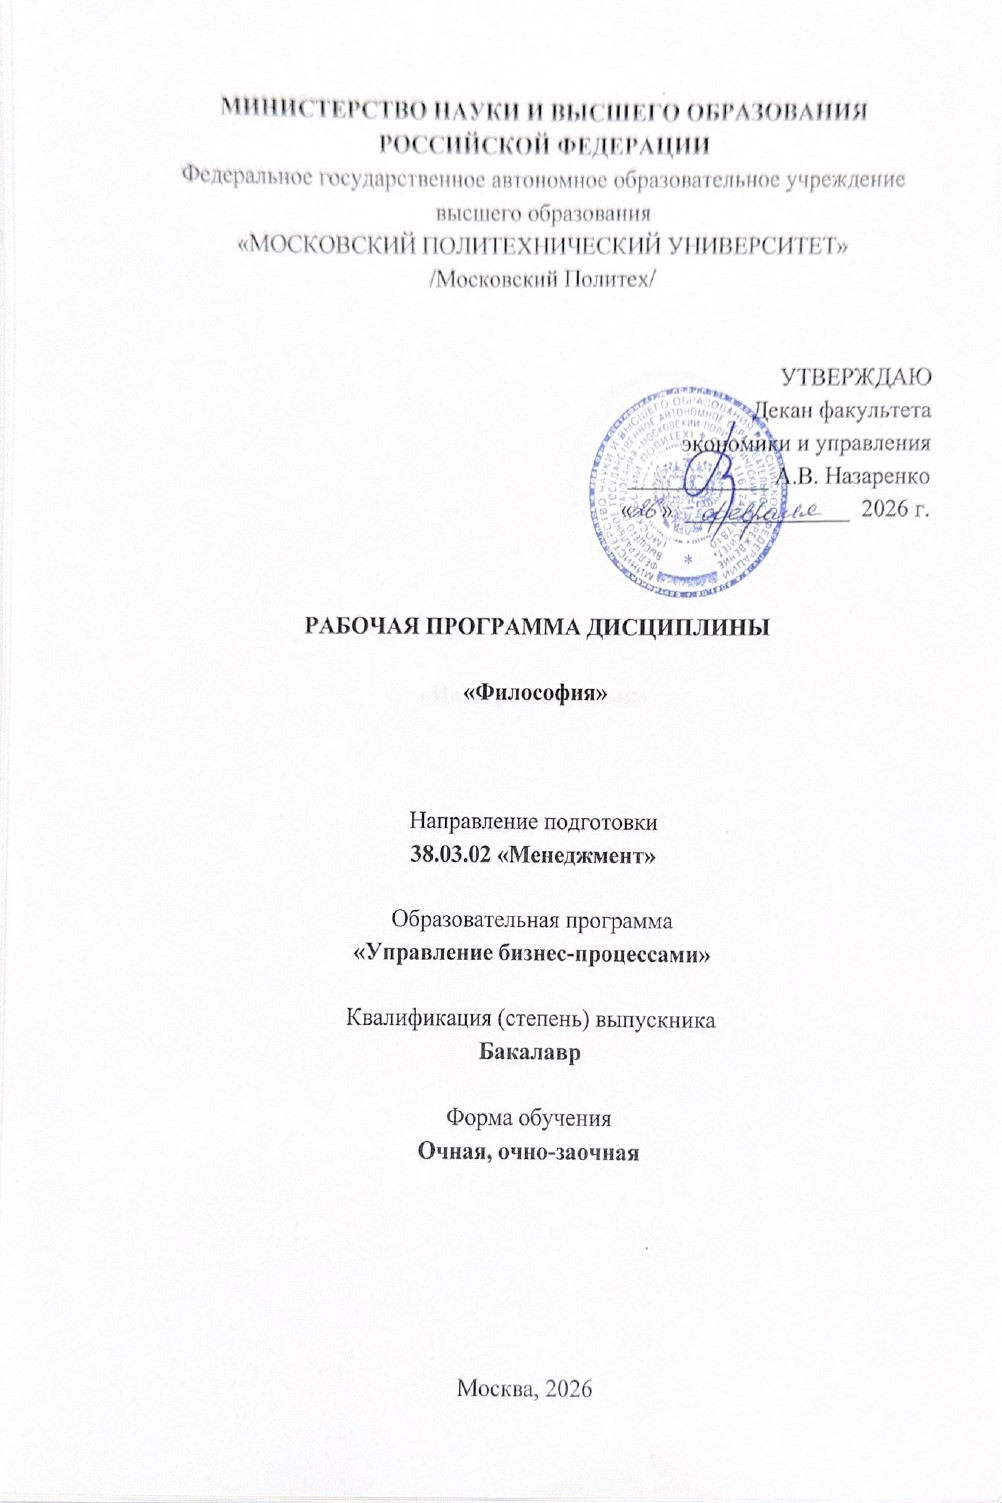 МИНИСТЕРСТВО НАУКИ И ВЫСШЕГО ОБРАЗОВАНИЯ
РОССИЙСКОЙ ФЕДЕРАЦИИ
Федеральное государственное автономное образовательное учреждение
высшего образования
«МОСКОВСКИЙ ПОЛИТЕХНИЧЕСКИЙ УНИВЕРСИТЕТ»
/Московский Политех/
УТВЕРЖДАЮ
Декан факультета
экономики и управления
А.В. Назаренко
«26» февраля 2026 г.
РАБОЧАЯ ПРОГРАММА ДИСЦИПЛИНЫ
«Философия»
Направление подготовки
38.03.02 «Менеджмент»
Образовательная программа
«Управление бизнес-процессами»
Квалификация (степень) выпускника
Бакалавр
Форма обучения
Очная, очно-заочная
Москва, 2026